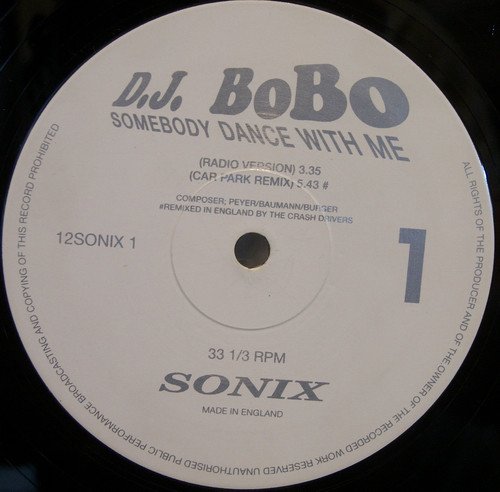 D.J. BoBo
SOMEBODY DANCE WITH ME
(RADIO VERSION) 3.35
(CAR PARK REMIX) 5.43 #
COMPOSER; PEYER/BAUMANN/BURGER
#REMIXED IN ENGLAND BY THE CRASH DRIVERS
12SONIX 1
1
33 1/3 RPM
SONIX
MADE IN ENGLAND
ALL RIGHTS OF THE PRODUCER AND OF THE OWNER OF THE RECORDED WORK RESERVED UNAUTHORISED PUBLIC PERFORMANCE BROADCASTING AND COPYING OF THIS RECORD PROHIBITED